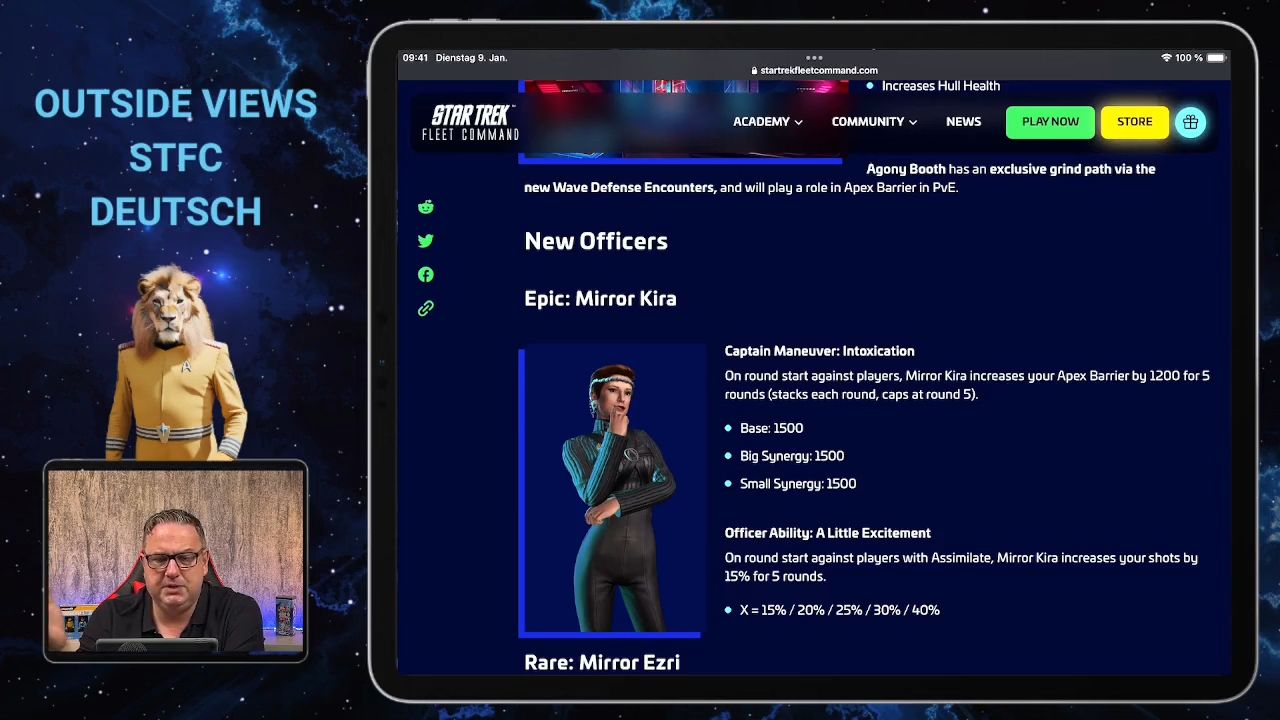 OUTSIDE VIEWS
STFC
DEUTSCH
09:41 Dienstag 9. Jan.
100 %
startrekfleetcommand.com
Increases Hull Health
STAR TREK
FLEET COMMAND
ACADEMY
COMMUNITY
NEWS
PLAY NOW
STORE
Agony Booth has an exclusive grind path via the
new Wave Defense Encounters, and will play a role in Apex Barrier in PvE.
New Officers
Epic: Mirror Kira
Captain Maneuver: Intoxication
On round start against players, Mirror Kira increases your Apex Barrier by 1200 for 5
rounds (stacks each round, caps at round 5).
Base: 1500
Big Synergy: 1500
Small Synergy: 1500
Officer Ability: A Little Excitement
On round start against players with Assimilate, Mirror Kira increases your shots by
15% for 5 rounds.
X = 15% / 20% / 25% / 30% / 40%
Rare: Mirror Ezri